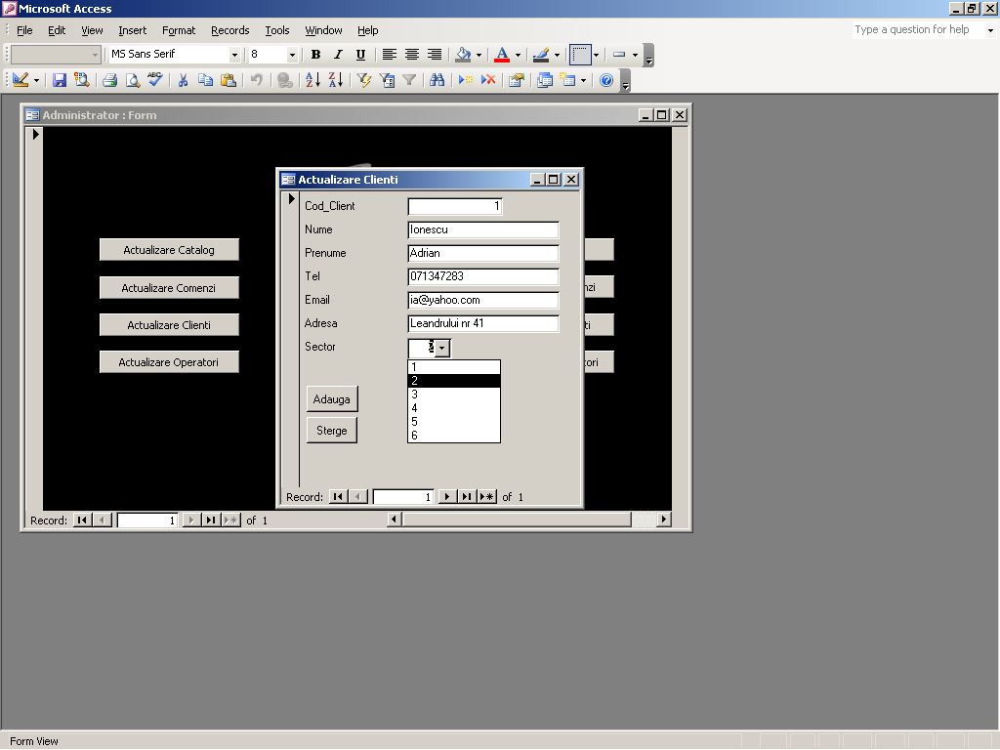 Microsoft Access
File Edit View Insert Format Records Tools Window Help Type a question for help
MS Sans Serif 8 B I U
Administrator : Form
Actualizare Clienti
Cod_Client 1
Nume Ionescu
Prenume Adrian
Tel 071347283
Email ia@yahoo.com
Adresa Leandrului nr 41
Sector 2
1
2
3
4
5
6
Adauga
Sterge
Record: 1 of 1
Actualizare Catalog
Actualizare Comenzi
Actualizare Clienti
Actualizare Operatori
nzi
ti
tori
Record: 1 of 1
Form View